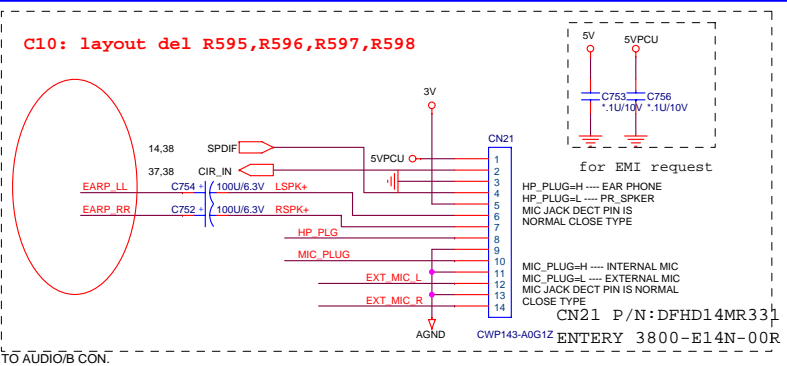 C10: layout del R595,R596,R597,R598
5V
5VPCU
C753
*.1U/10V
C756
*.1U/10V
for EMI request
3V
CN21
14,38
SPDIF
37,38
CIR_IN
5VPCU
EARP_LL
C754
+
100U/6.3V
LSPK+
EARP_RR
C752
+
100U/6.3V
RSPK+
HP_PLG
MIC_PLUG
EXT_MIC_L
EXT_MIC_R
1
2
3
4
5
6
7
8
9
10
11
12
13
14
HP_PLUG=H ---- EAR PHONE
HP_PLUG=L ---- PR_SPKER
MIC JACK DECT PIN IS
NORMAL CLOSE TYPE
MIC_PLUG=H ---- INTERNAL MIC
MIC_PLUG=L ---- EXTERNAL MIC
MIC JACK DECT PIN IS NORMAL
CLOSE TYPE
CN21 P/N:DFHD14MR331
AGND
CWP143-A0G1Z
ENTERY 3800-E14N-00R
TO AUDIO/B CON.